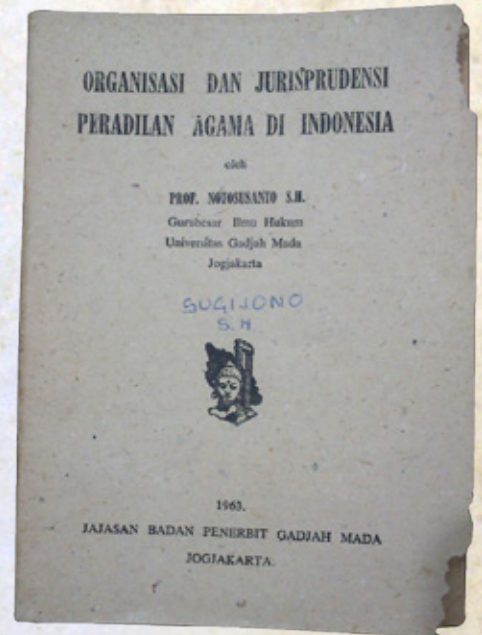 ORGANISASI DAN JURISPRUDENSI
PERADILAN AGAMA DI INDONESIA
oleh
PROF. NOTOSUSANTO S.H.
Gurubesar Ilmu Hukum
Universitas Gadjah Mada
Jogjakarta
SUGIJONO
S.H
1963.
JAJASAN BADAN PENERBIT GADJAH MADA
JOGJAKARTA.